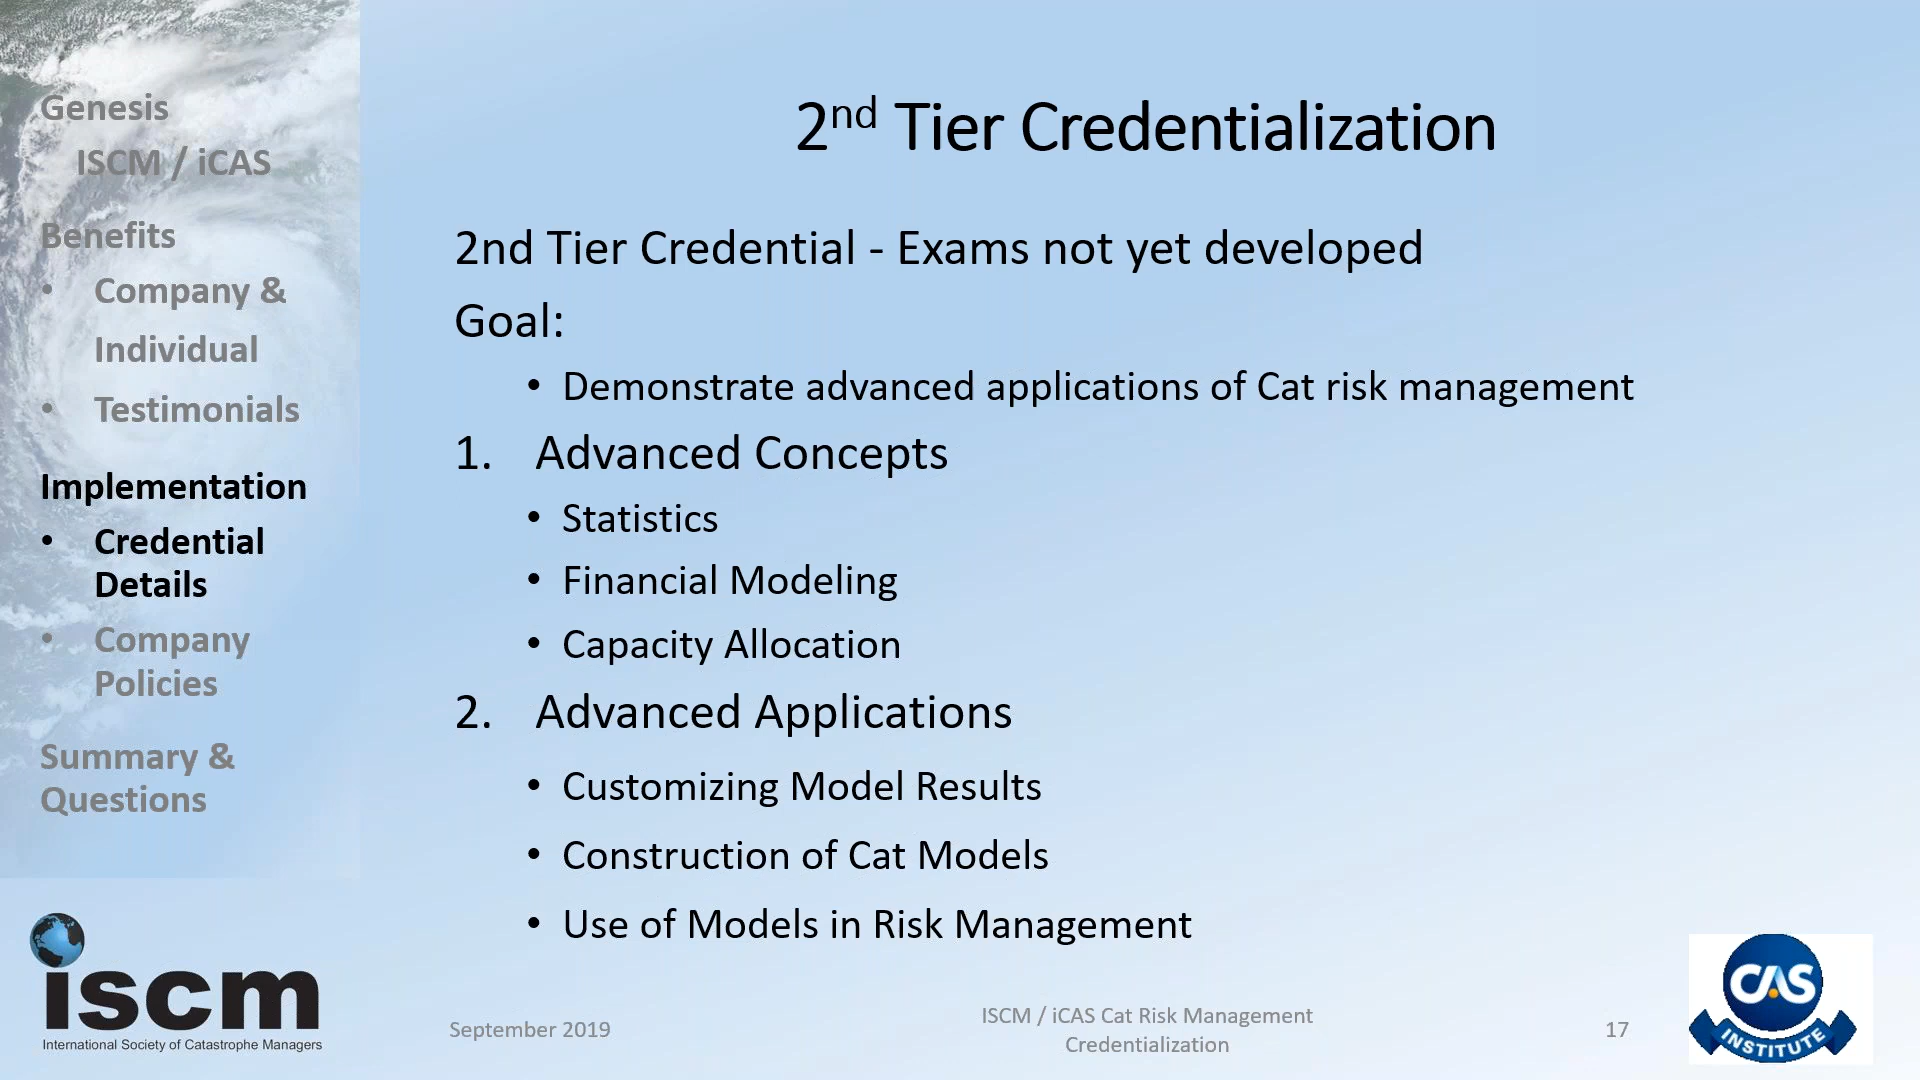 Genesis
ISCM / iCAS
Benefits
• Company &
Individual
• Testimonials
Implementation
• Credential
Details
• Company
Policies
Summary &
Questions
iscm
International Society of Catastrophe Managers
2nd Tier Credentialization
2nd Tier Credential - Exams not yet developed
Goal:
• Demonstrate advanced applications of Cat risk management
1. Advanced Concepts
• Statistics
• Financial Modeling
• Capacity Allocation
2. Advanced Applications
• Customizing Model Results
• Construction of Cat Models
• Use of Models in Risk Management
September 2019
ISCM / iCAS Cat Risk Management
Credentialization
17
CAS
INSTITUTE